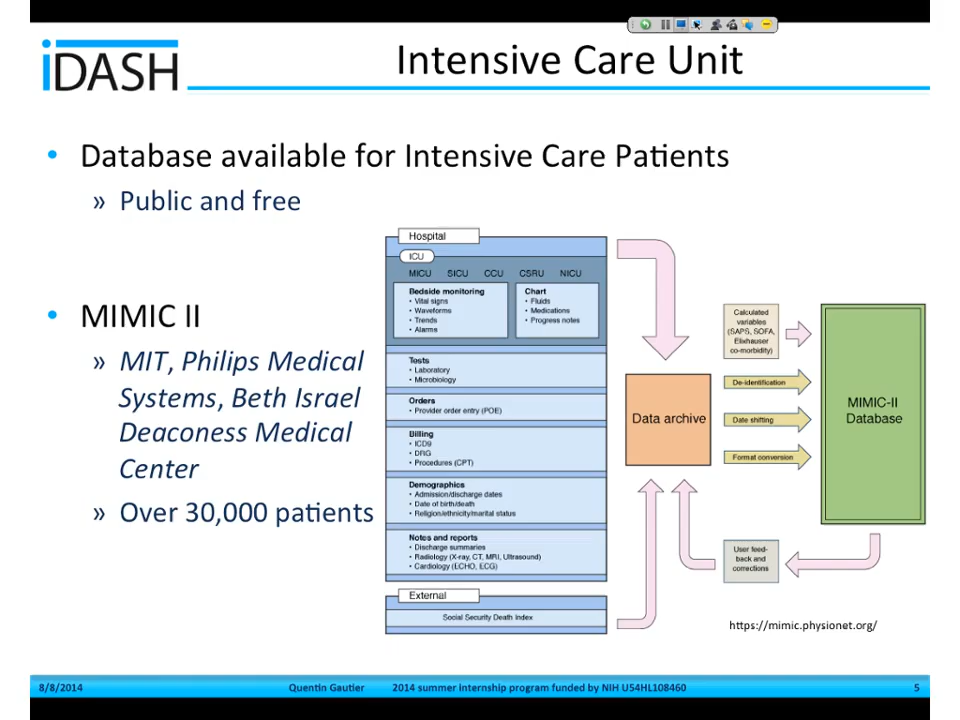 iDASH
Intensive Care Unit
• Database available for Intensive Care Patients
» Public and free
• MIMIC II
» MIT, Philips Medical
Systems, Beth Israel
Deaconess Medical
Center
» Over 30,000 patients
Hospital
ICU
MICU SICU CCU CSRU NICU
Bedside monitoring
• Vital signs
• Waveforms
• Trends
• Alarms
Chart
• Fluids
• Medications
• Progress notes
Tests
• Laboratory
• Microbiology
Orders
• Provider order entry (POE)
Billing
• ICD9
• DRG
• Procedures (CPT)
Demographics
• Admission/discharge dates
• Date of birth/death
• Religion/ethnicity/marital status
Notes and reports
• Discharge summaries
• Radiology (X-ray, CT, MRI, Ultrasound)
• Cardiology (ECHO, ECG)
External
Social Security Death Index
Data archive
Calculated
variables
(SAPS, SOFA,
Elixhauser
co-morbidity)
De-identification
Date shifting
Format conversion
User feed-
back and
corrections
MIMIC-II
Database
https://mimic.physionet.org/
8/8/2014 Quentin Gautier 2014 summer internship program funded by NIH U54HL108460 5